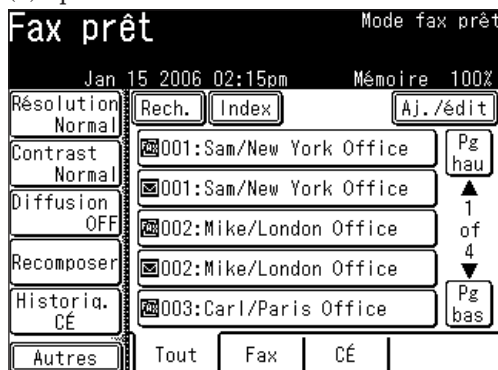 Fax prêt
Mode fax prêt
Jan 15 2006 02:15pm Mémoire 100%
Résolution
Normal
Contrast
Normal
Diffusion
OFF
Recomposer
Historiq.
CÉ
Autres
Rech. Index Aj./édit
001:Sam/New York Office
001:Sam/New York Office
002:Mike/London Office
002:Mike/London Office
003:Carl/Paris Office
Pg
hau
1
of
4
Pg
bas
Tout Fax CÉ